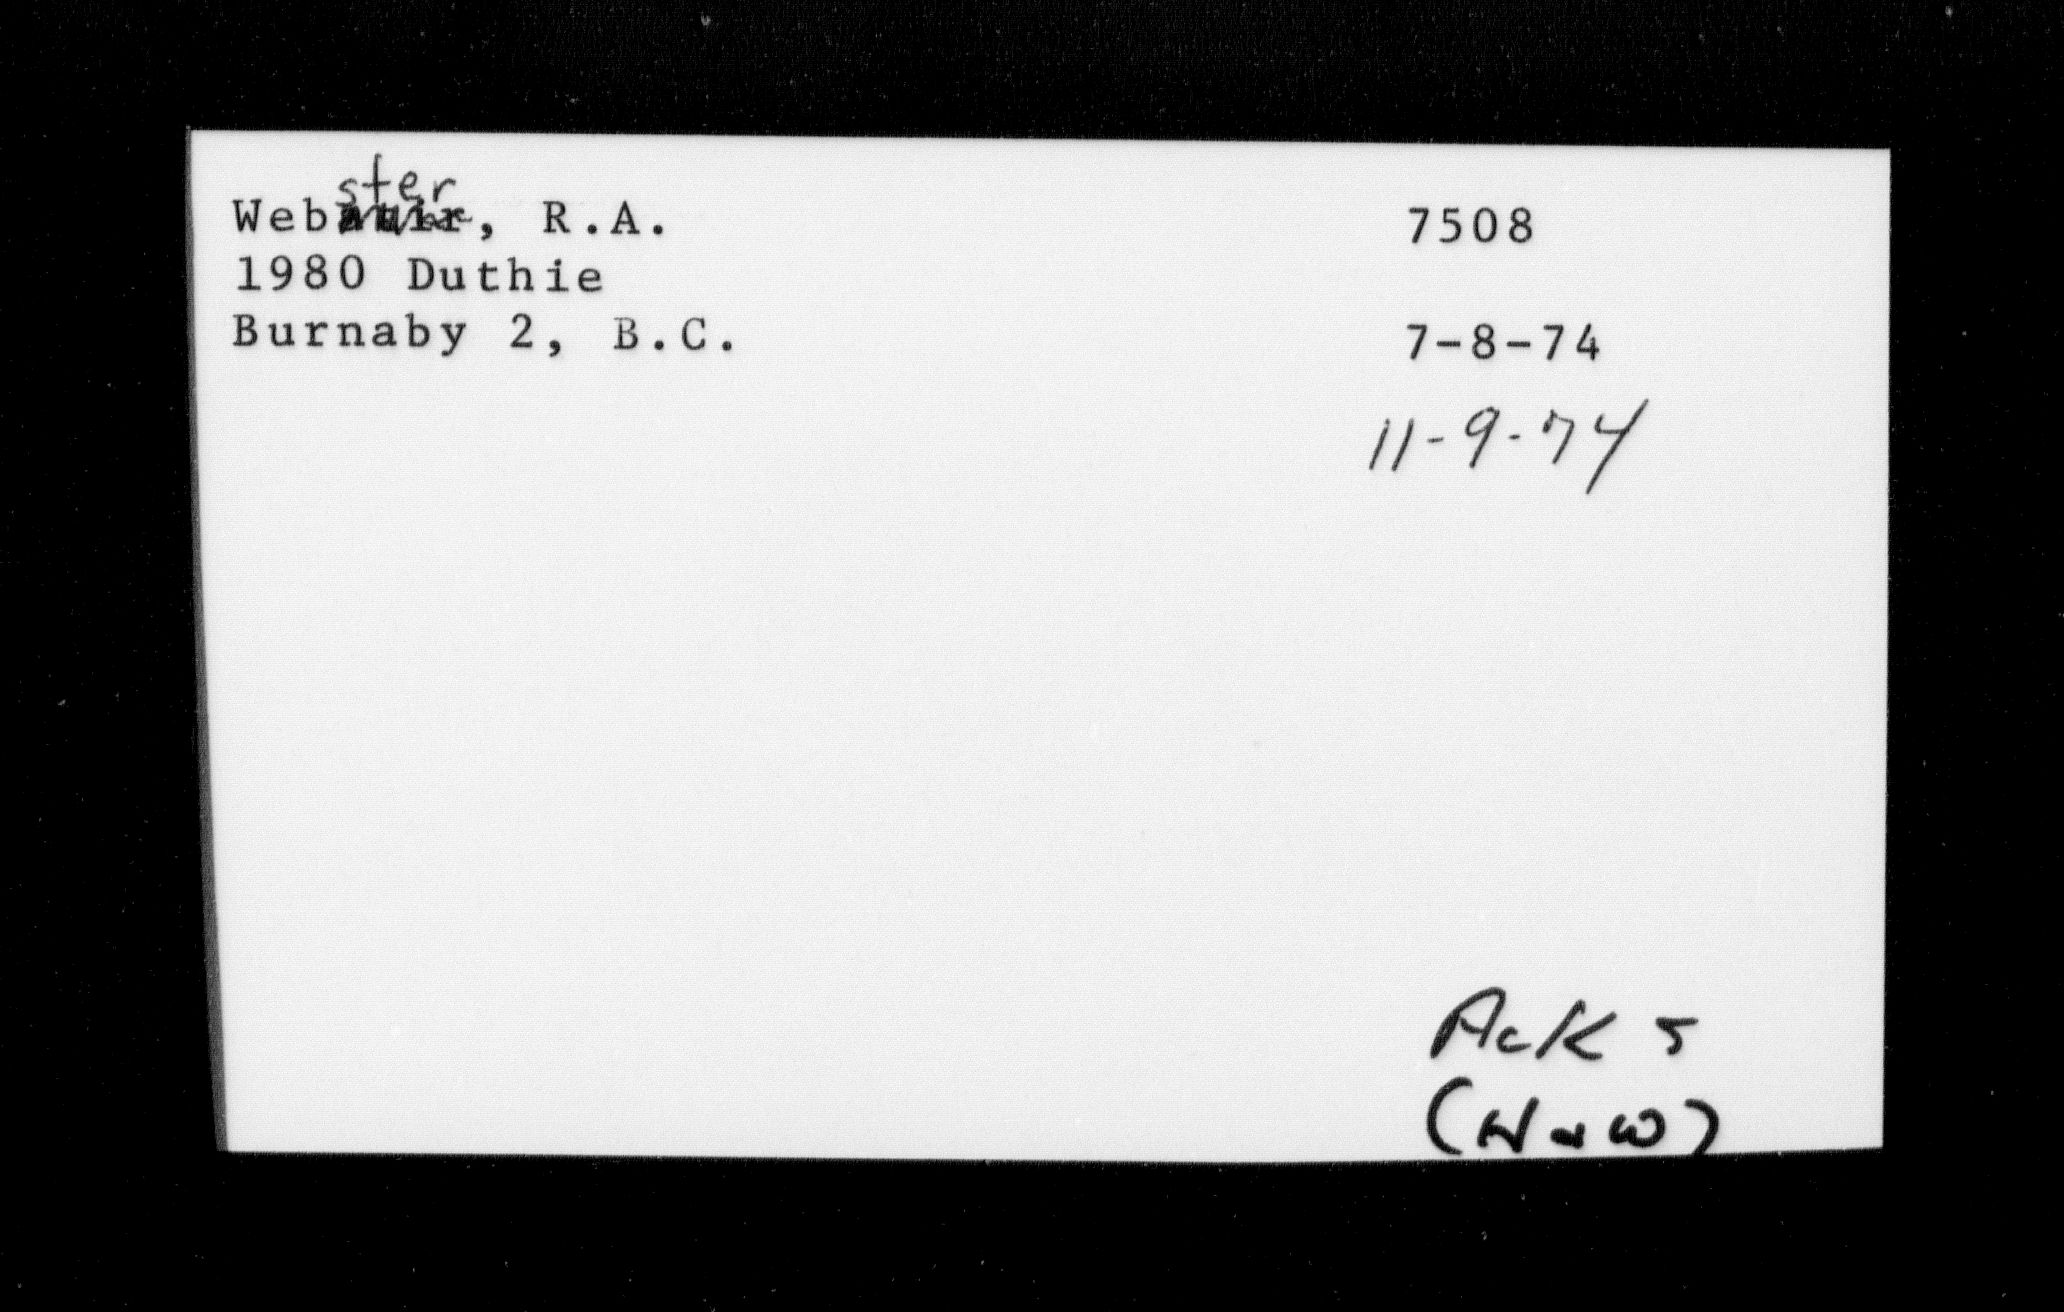 Webster, R.A.
1980 Duthie
Burnaby 2, B.C.
7508
7-8-74
11-9-74
Ack 5